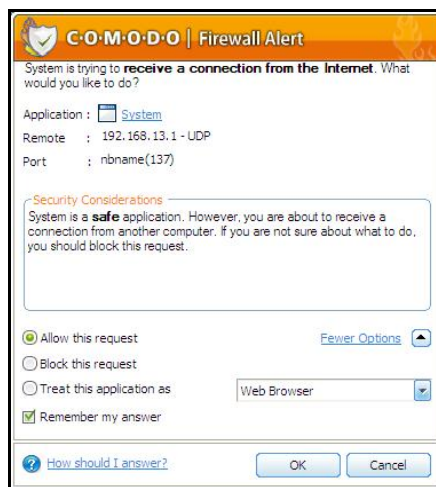 C·O·M·O·D·O | Firewall Alert
System is trying to receive a connection from the Internet. What
would you like to do?
Application : System
Remote : 192.168.13.1 - UDP
Port : nbname(137)
Security Considerations
System is a safe application. However, you are about to receive a
connection from another computer. If you are not sure about what to do,
you should block this request.
Allow this request
Fewer Options
Block this request
Treat this application as Web Browser
Remember my answer
How should I answer?
OK
Cancel